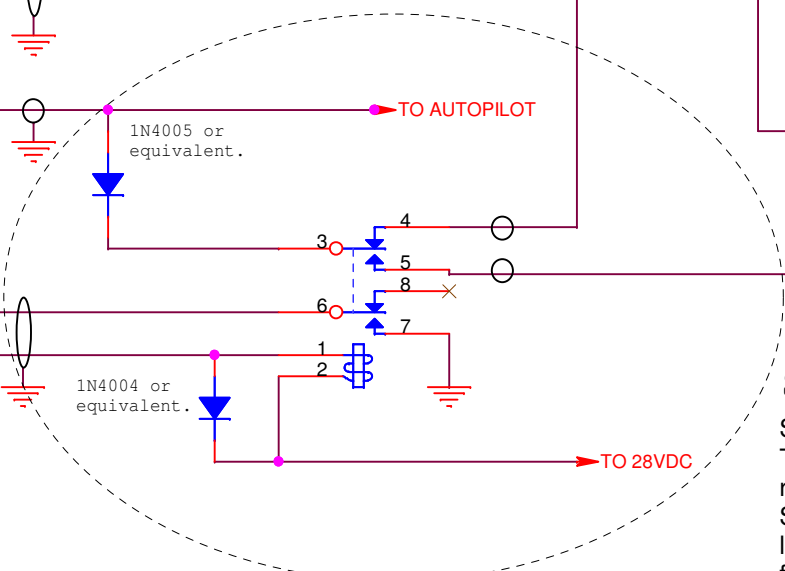 TO AUTOPILOT
1N4005 or
equivalent.
4
3
5
8
6
7
1
2
1N4004 or
equivalent.
TO 28VDC